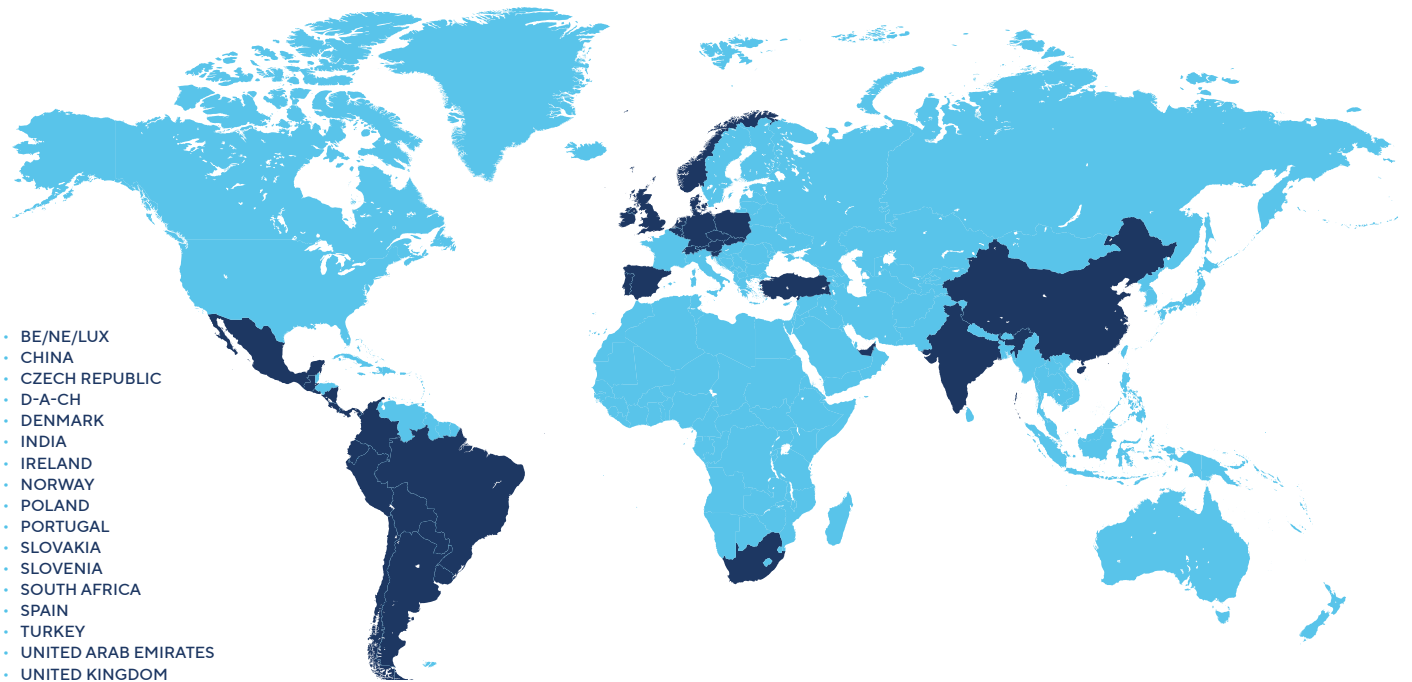 • BE/NE/LUX
• CHINA
• CZECH REPUBLIC
• D-A-CH
• DENMARK
• INDIA
• IRELAND
• NORWAY
• POLAND
• PORTUGAL
• SLOVAKIA
• SLOVENIA
• SOUTH AFRICA
• SPAIN
• TURKEY
• UNITED ARAB EMIRATES
• UNITED KINGDOM